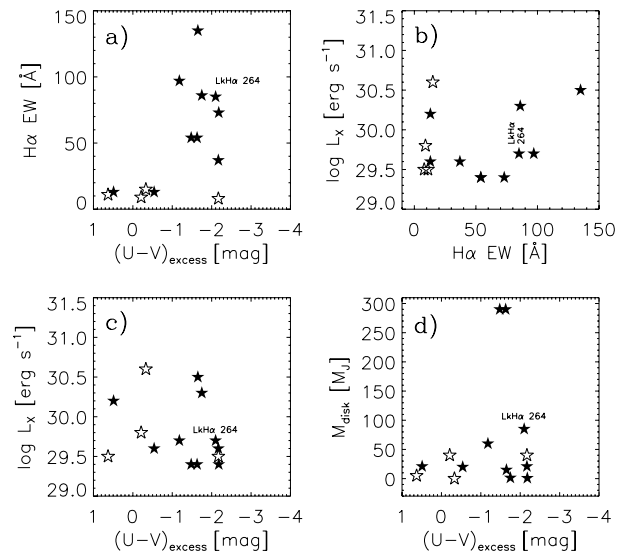 a)
LkHα 264
Hα EW [Å]
150
100
50
0
1 0 −1 −2 −3 −4
(U−V)excess [mag]
b)
LkHα
264
log LX [erg s−1]
31.5
31.0
30.5
30.0
29.5
29.0
0 50 100 150
Hα EW [Å]
c)
LkHα 264
log LX [erg s−1]
31.5
31.0
30.5
30.0
29.5
29.0
1 0 −1 −2 −3 −4
(U−V)excess [mag]
d)
LkHα 264
Mdisk [MJ]
300
250
200
150
100
50
0
1 0 −1 −2 −3 −4
(U−V)excess [mag]